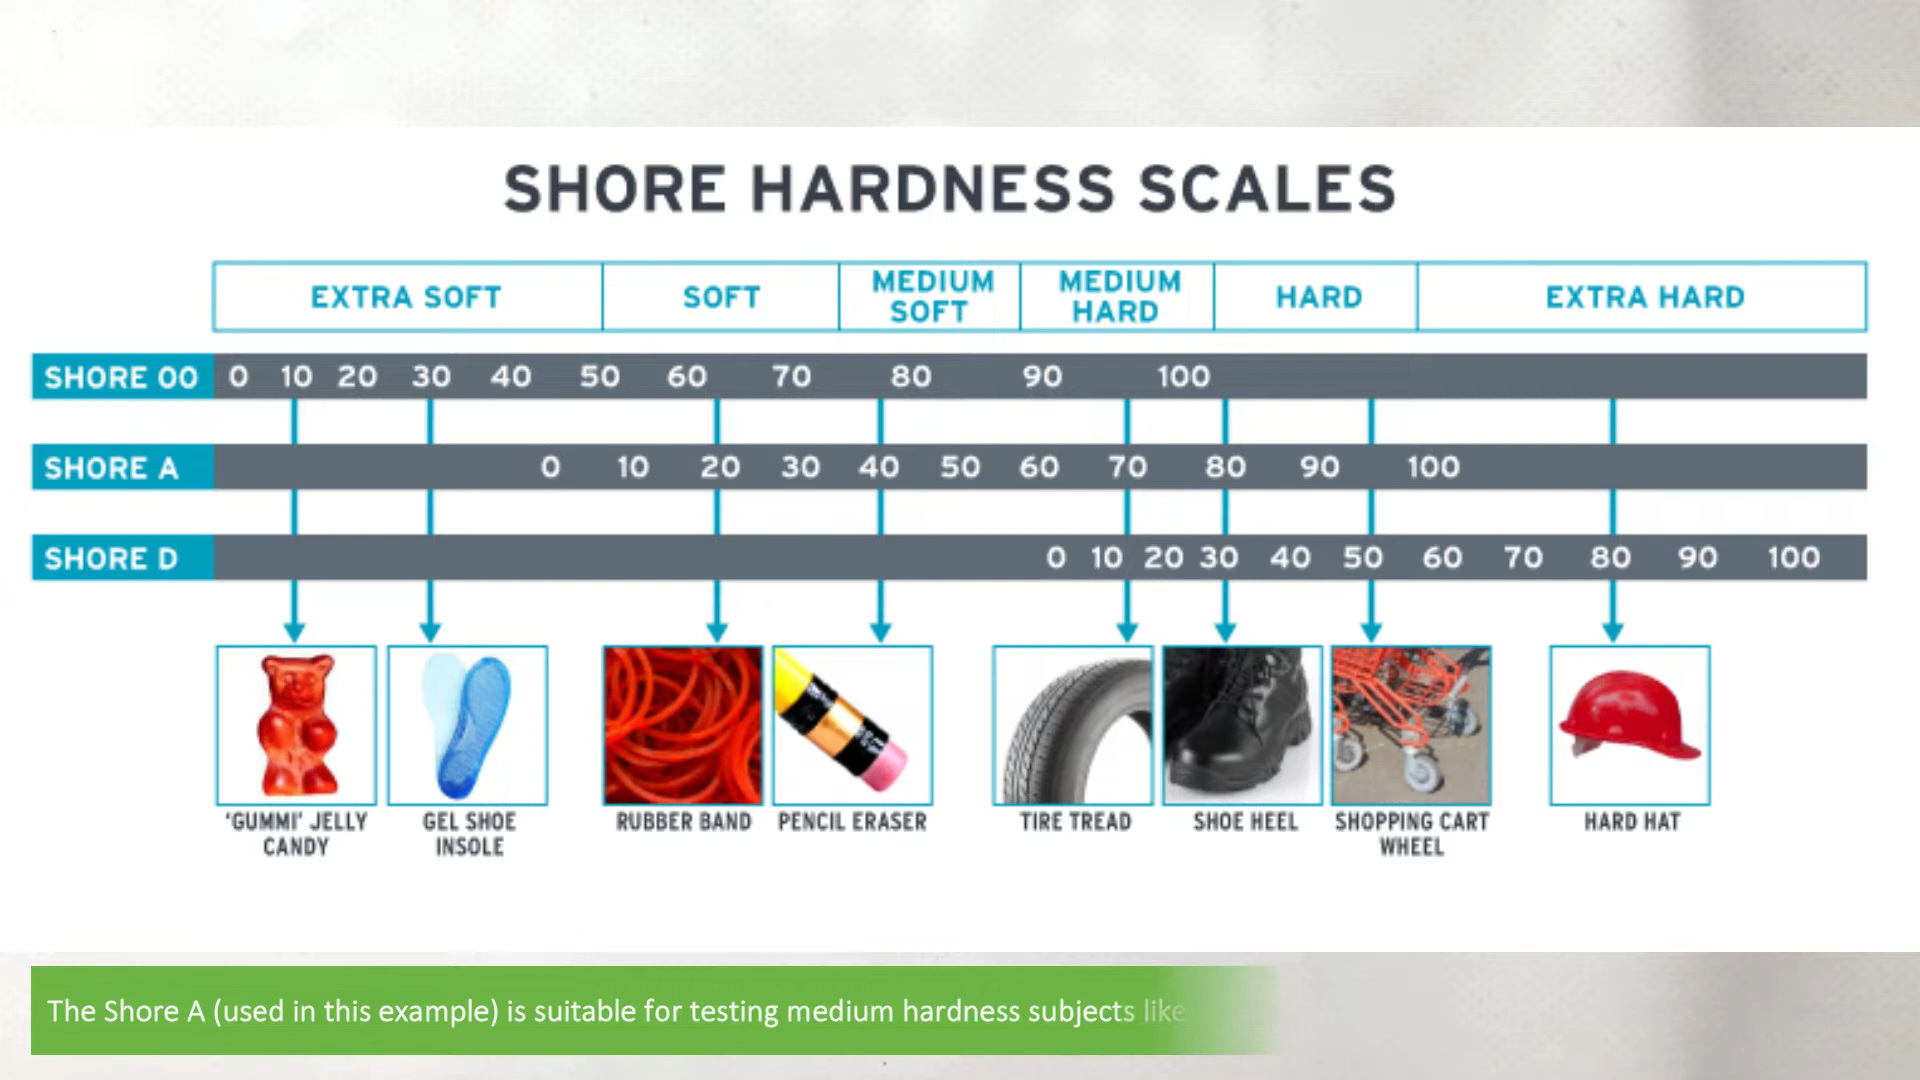 SHORE HARDNESS SCALES
EXTRA SOFT
SOFT
MEDIUM
SOFT
MEDIUM
HARD
HARD
EXTRA HARD
SHORE OO 0 10 20 30 40 50 60 70 80 90 100
SHORE A 0 10 20 30 40 50 60 70 80 90 100
SHORE D 0 10 20 30 40 50 60 70 80 90 100
‘GUMMI’ JELLY
CANDY
GEL SHOE
INSOLE
RUBBER BAND
PENCIL ERASER
TIRE TREAD
SHOE HEEL
SHOPPING CART
WHEEL
HARD HAT
The Shore A (used in this example) is suitable for testing medium hardness subjects like